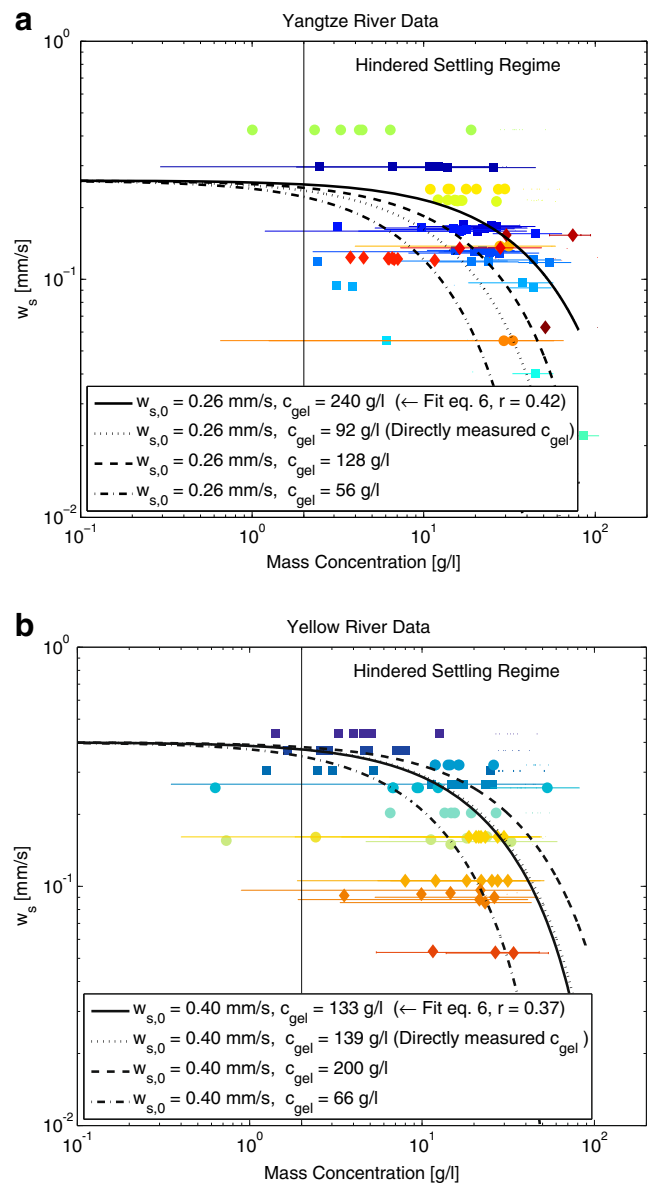 a
Yangtze River Data
Hindered Settling Regime
10^0
10^-1
10^-2
w_s [mm/s]
w_s,0 = 0.26 mm/s, c_gel = 240 g/l (← Fit eq. 6, r = 0.42)
w_s,0 = 0.26 mm/s, c_gel = 92 g/l (Directly measured c_gel)
w_s,0 = 0.26 mm/s, c_gel = 128 g/l
w_s,0 = 0.26 mm/s, c_gel = 56 g/l
10^-1 10^0 10^1 10^2
Mass Concentration [g/l]
b
Yellow River Data
Hindered Settling Regime
10^0
10^-1
10^-2
w_s [mm/s]
w_s,0 = 0.40 mm/s, c_gel = 133 g/l (← Fit eq. 6, r = 0.37)
w_s,0 = 0.40 mm/s, c_gel = 139 g/l (Directly measured c_gel )
w_s,0 = 0.40 mm/s, c_gel = 200 g/l
w_s,0 = 0.40 mm/s, c_gel = 66 g/l
10^-1 10^0 10^1 10^2
Mass Concentration [g/l]